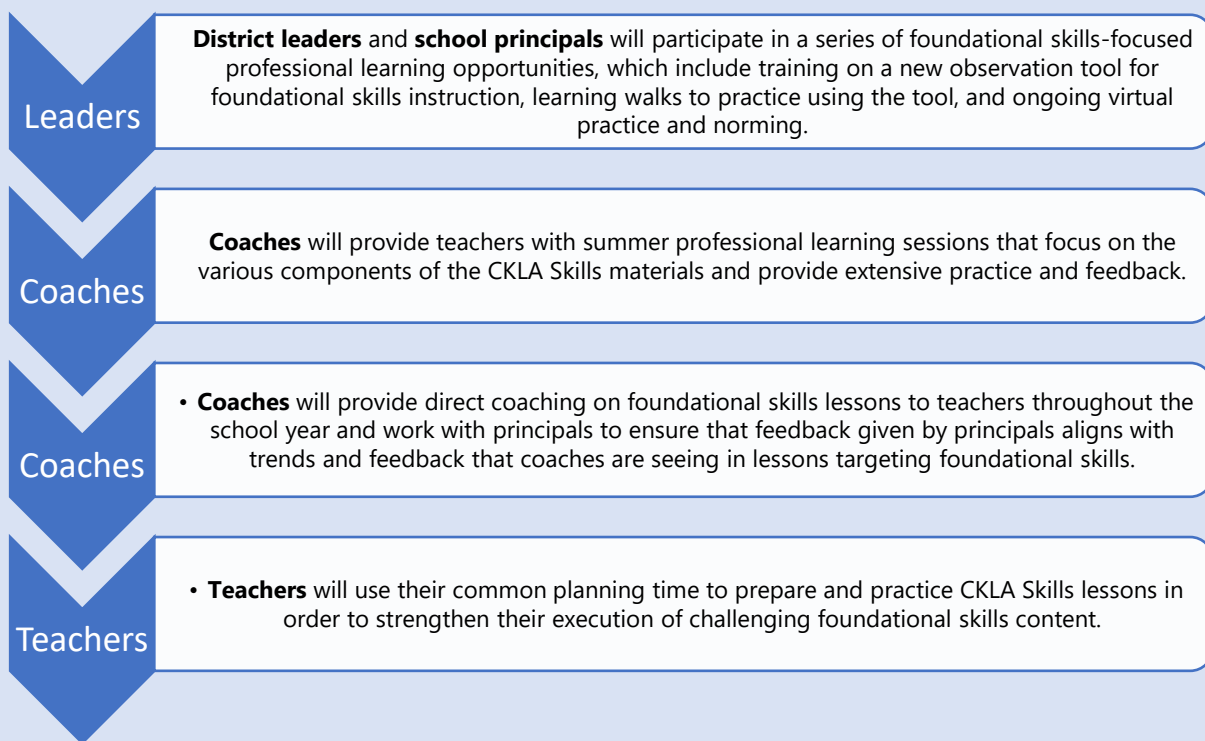 Leaders
District leaders and school principals will participate in a series of foundational skills-focused
professional learning opportunities, which include training on a new observation tool for
foundational skills instruction, learning walks to practice using the tool, and ongoing virtual
practice and norming.
Coaches
Coaches will provide teachers with summer professional learning sessions that focus on the
various components of the CKLA Skills materials and provide extensive practice and feedback.
Coaches
• Coaches will provide direct coaching on foundational skills lessons to teachers throughout the
school year and work with principals to ensure that feedback given by principals aligns with
trends and feedback that coaches are seeing in lessons targeting foundational skills.
Teachers
• Teachers will use their common planning time to prepare and practice CKLA Skills lessons in
order to strengthen their execution of challenging foundational skills content.